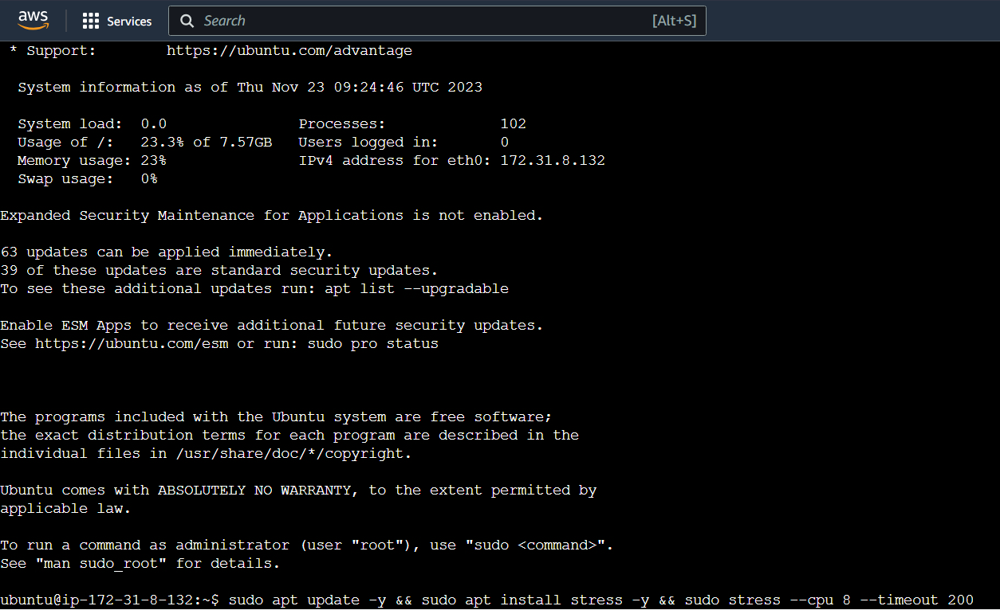 aws
Services
Search
[Alt+S]
* Support:        https://ubuntu.com/advantage
System information as of Thu Nov 23 09:24:46 UTC 2023
System load:  0.0               Processes:             102
Usage of /:   23.3% of 7.57GB   Users logged in:       0
Memory usage: 23%               IPv4 address for eth0: 172.31.8.132
Swap usage:   0%
Expanded Security Maintenance for Applications is not enabled.
63 updates can be applied immediately.
39 of these updates are standard security updates.
To see these additional updates run: apt list --upgradable
Enable ESM Apps to receive additional future security updates.
See https://ubuntu.com/esm or run: sudo pro status
The programs included with the Ubuntu system are free software;
the exact distribution terms for each program are described in the
individual files in /usr/share/doc/*/copyright.
Ubuntu comes with ABSOLUTELY NO WARRANTY, to the extent permitted by
applicable law.
To run a command as administrator (user "root"), use "sudo <command>".
See "man sudo_root" for details.
ubuntu@ip-172-31-8-132:~$ sudo apt update -y && sudo apt install stress -y && sudo stress --cpu 8 --timeout 200